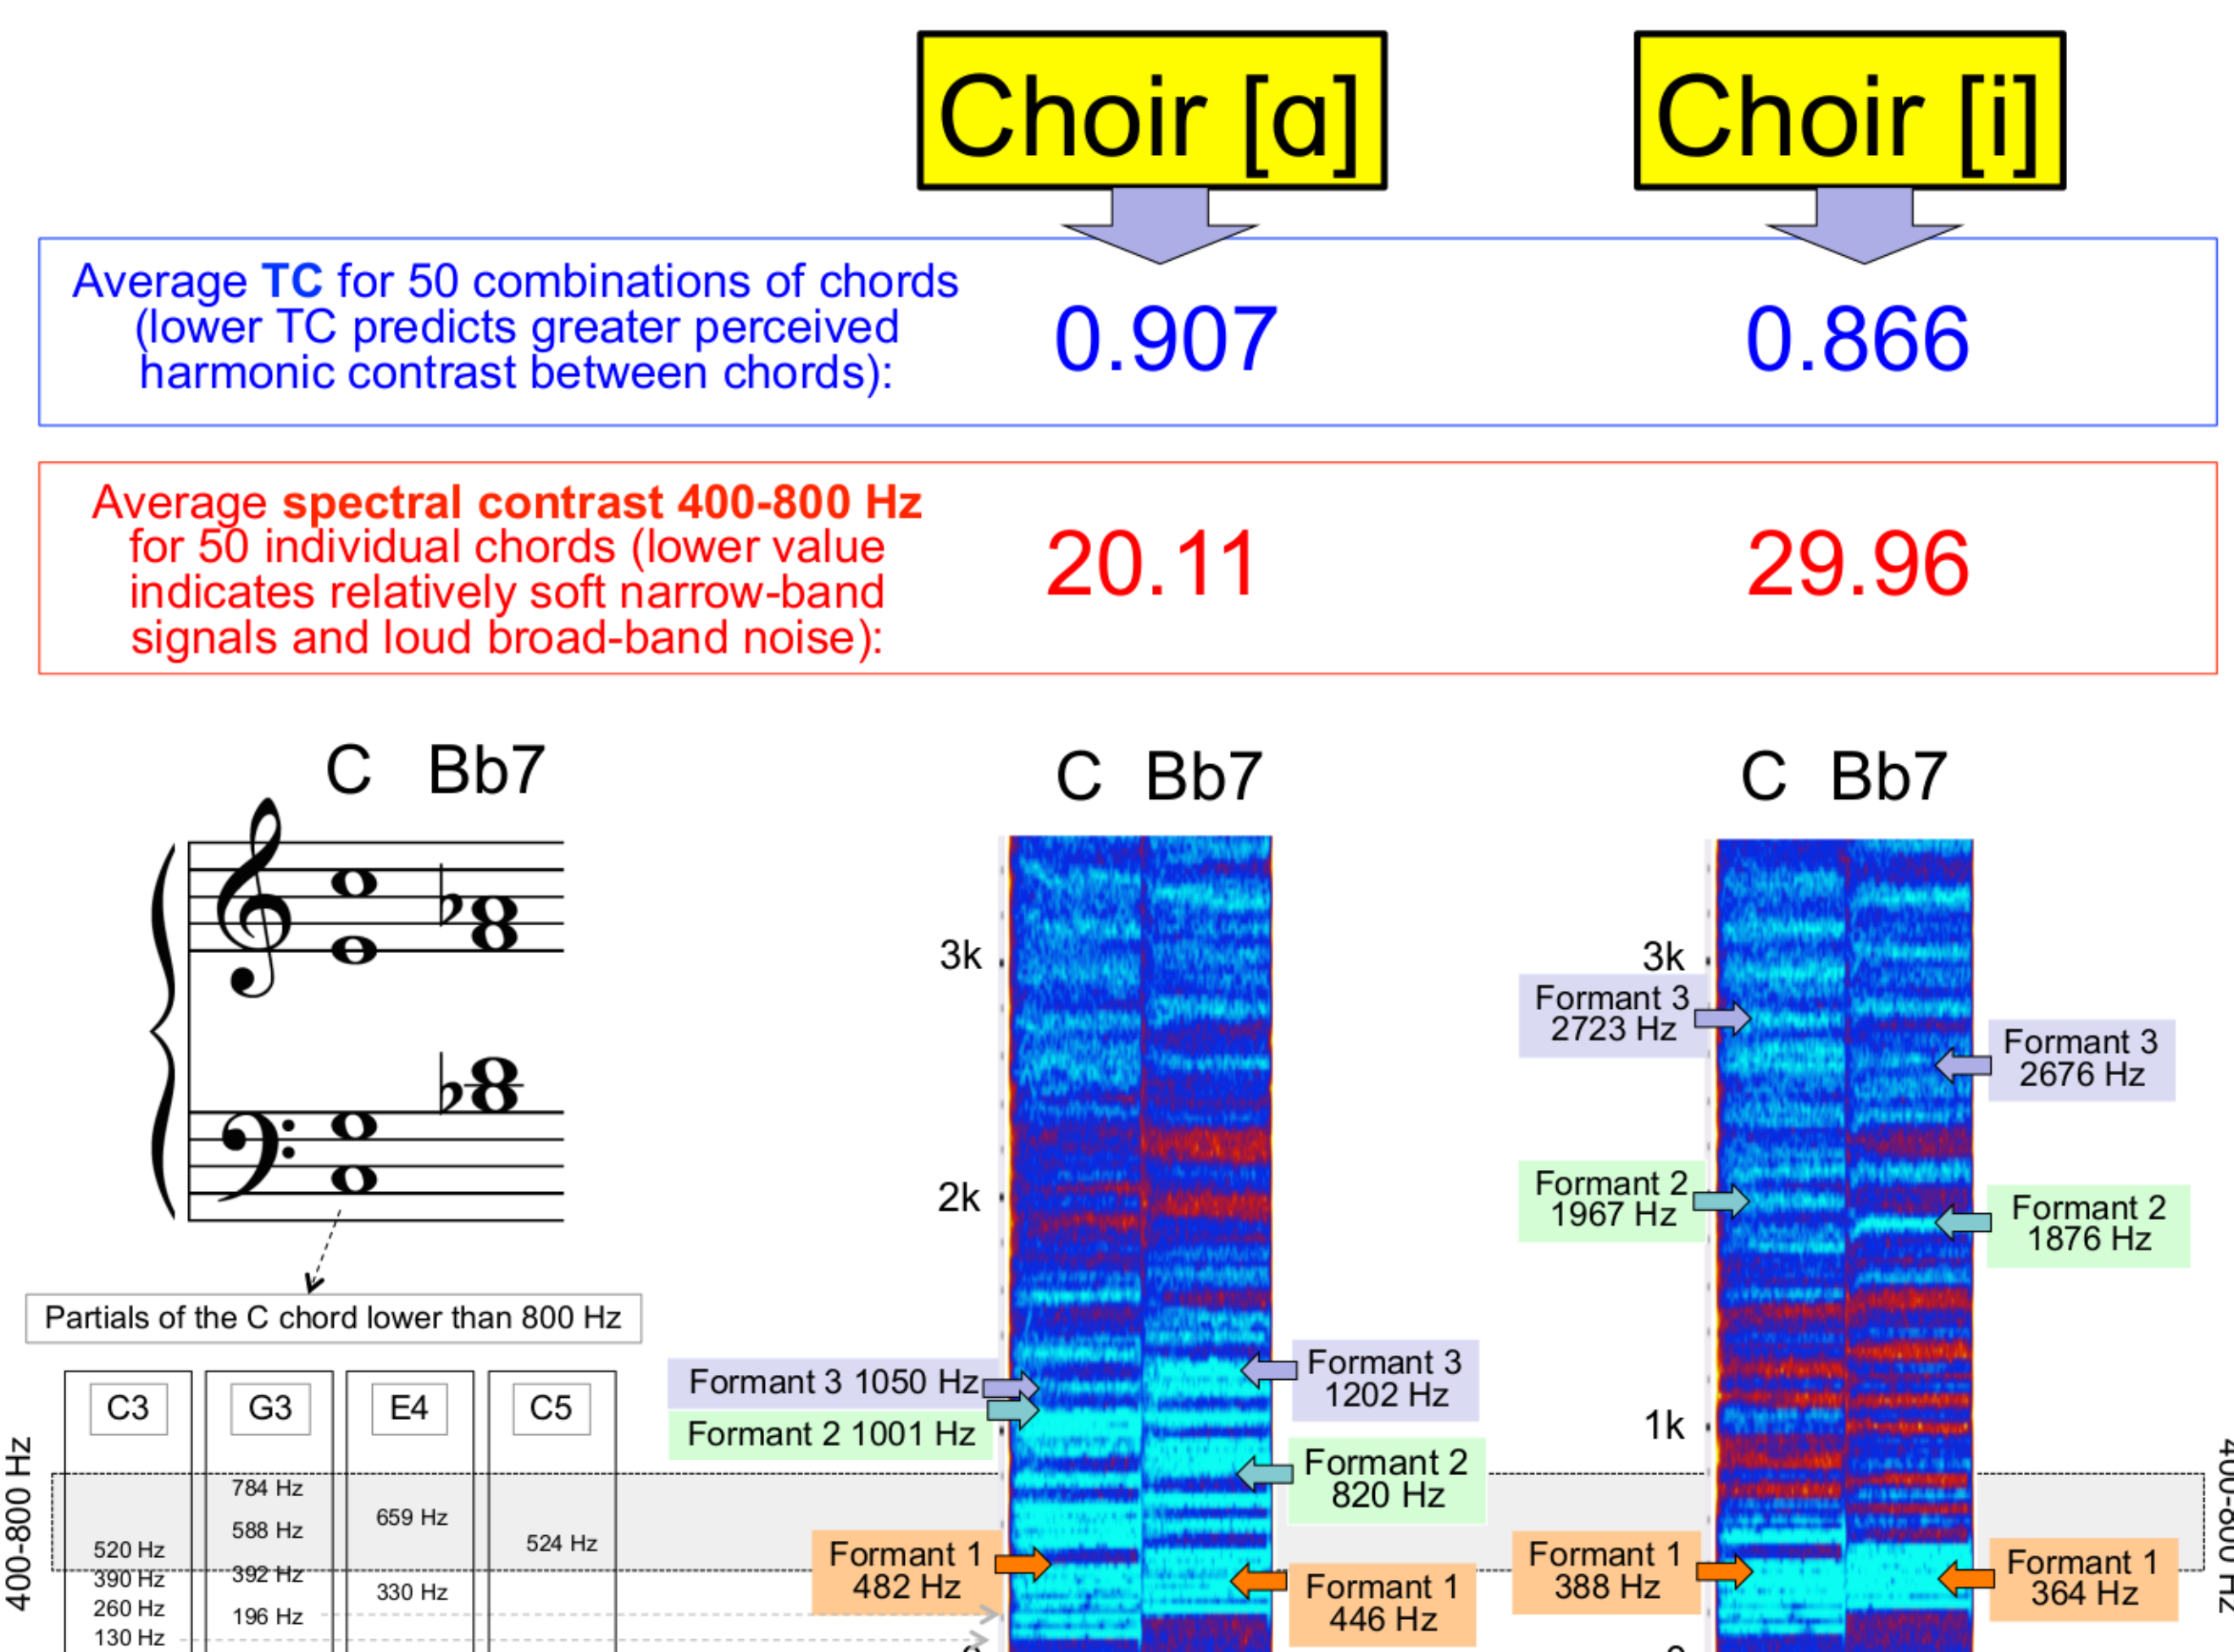 Choir [ɑ]
Choir [i]
Average TC for 50 combinations of chords
(lower TC predicts greater perceived
harmonic contrast between chords):
0.907
0.866
Average spectral contrast 400-800 Hz
for 50 individual chords (lower value
indicates relatively soft narrow-band
signals and loud broad-band noise):
20.11
29.96
C Bb7
C Bb7
C Bb7
3k
2k
3k
1k
Formant 3
2723 Hz
Formant 3
2676 Hz
Formant 2
1967 Hz
Formant 2
1876 Hz
Partials of the C chord lower than 800 Hz
C3
G3
E4
C5
784 Hz
659 Hz
588 Hz
524 Hz
520 Hz
390 Hz
392 Hz
330 Hz
260 Hz
196 Hz
130 Hz
400-800 Hz
Formant 3 1050 Hz
Formant 2 1001 Hz
Formant 3
1202 Hz
Formant 2
820 Hz
Formant 1
482 Hz
Formant 1
446 Hz
Formant 1
388 Hz
Formant 1
364 Hz
400-800 Hz